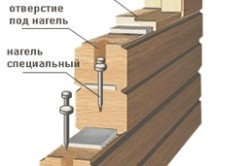 отверстие
под нагель
нагель
специальный